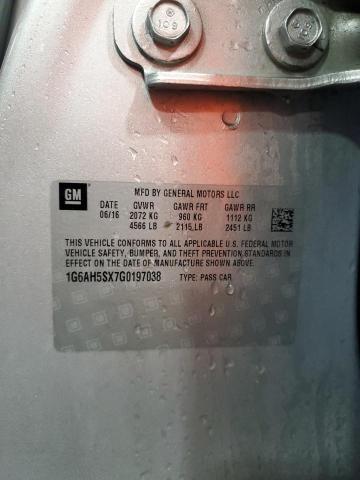 109
GM
MFD BY GENERAL MOTORS LLC
DATE GVWR GAWR FRT GAWR RR
06/16 2072 KG 960 KG 1112 KG
4566 LB 2115 LB 2451 LB
THIS VEHICLE CONFORMS TO ALL APPLICABLE U.S. FEDERAL MOTOR
VEHICLE SAFETY, BUMPER, AND THEFT PREVENTION STANDARDS IN
EFFECT ON THE DATE OF MANUFACTURE SHOWN ABOVE.
1G6AH5SX7G0197038 TYPE: PASS CAR